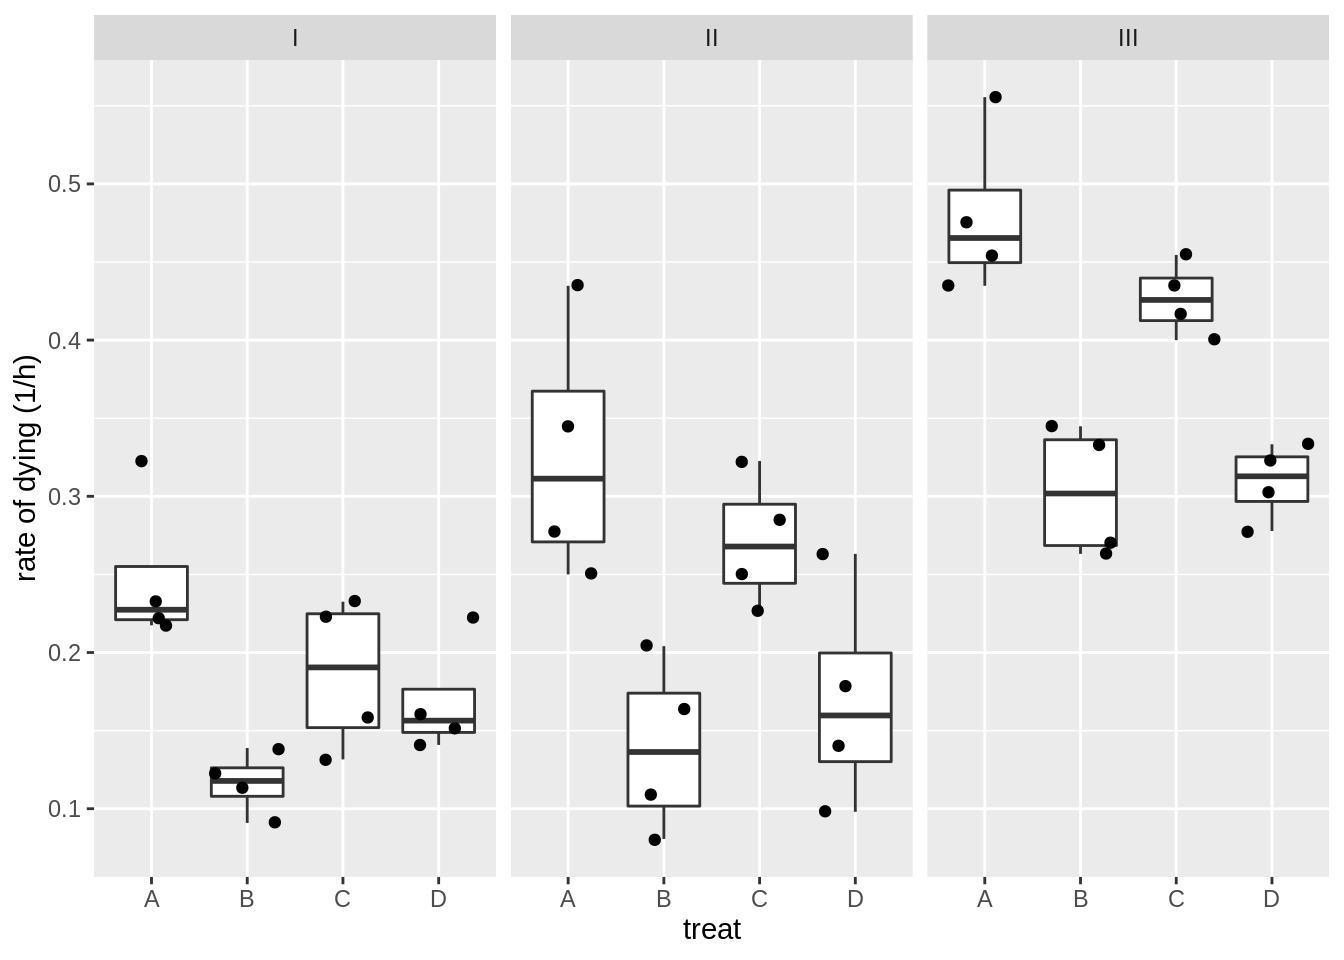 I II III
0.5
0.4
0.3
0.2
0.1
rate of dying (1/h)
A B C D A B C D A B C D
treat